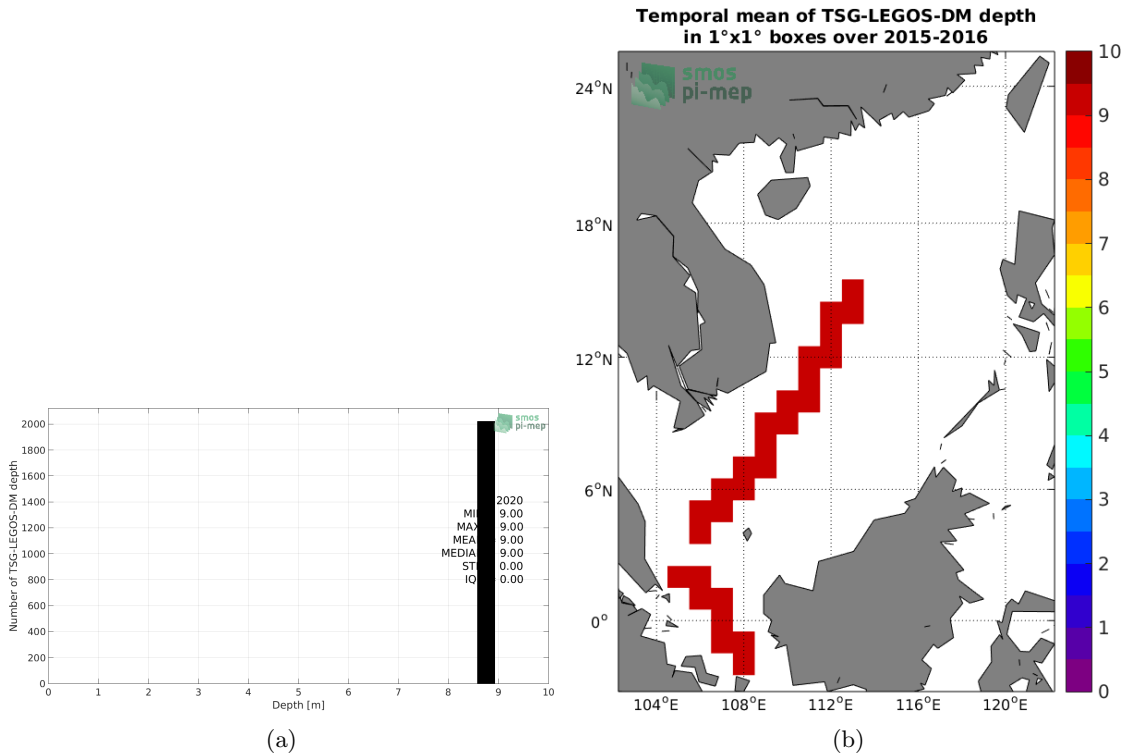 Temporal mean of TSG-LEGOS-DM depth
in 1°x1° boxes over 2015-2016
smos
pi-mep
24°N
18°N
12°N
6°N
0°
104°E
108°E
112°E
116°E
120°E
10
9
8
7
6
5
4
3
2
1
0
smos
pi-mep
Number of TSG-LEGOS-DM depth
2000
1800
1600
1400
1200
1000
800
600
400
200
0
2020
9.00
9.00
9.00
9.00
0.00
0.00
0
1
2
3
4
5
6
7
8
9
10
Depth [m]
(a)
(b)